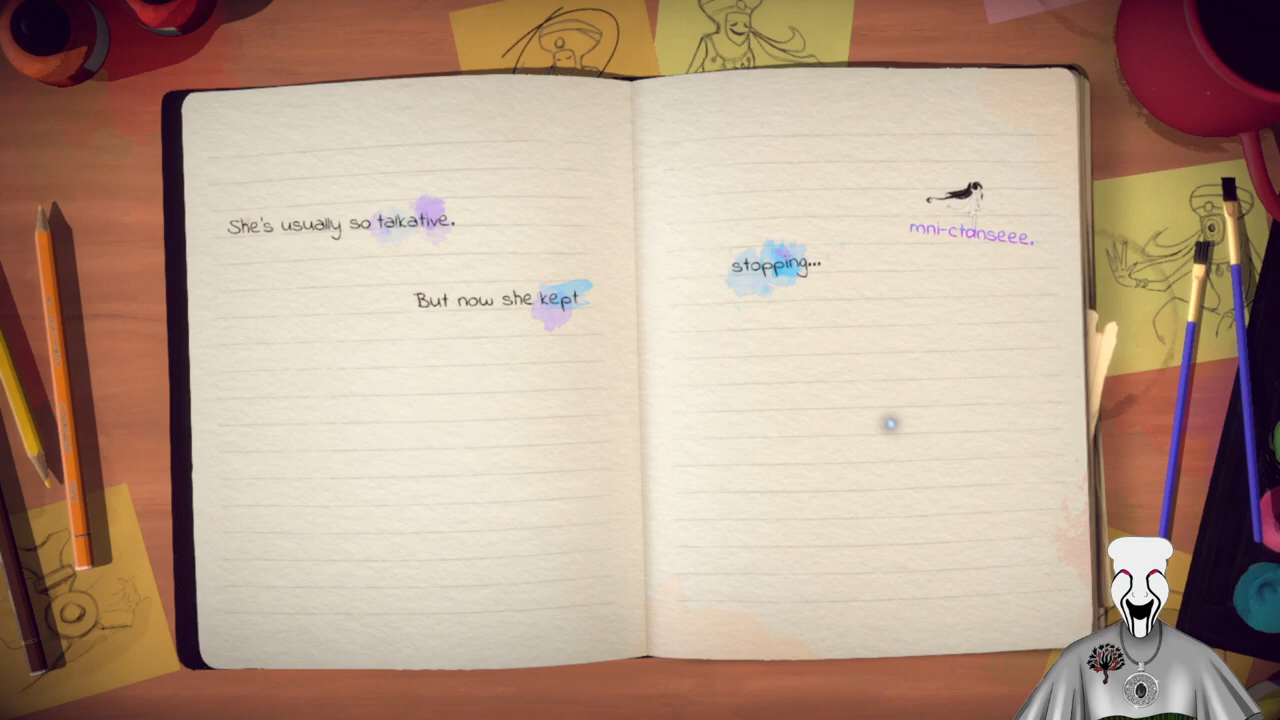 She's usually so talkative.
But now she kept
mni-ctanseee.
stopping...